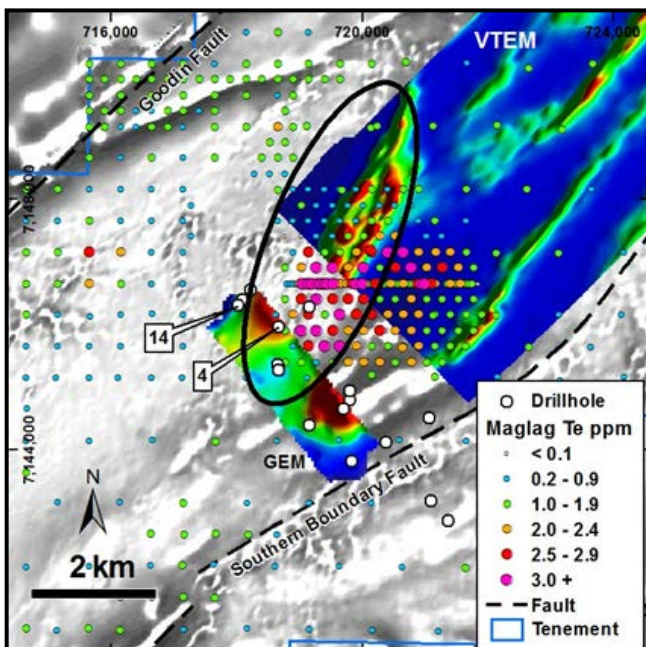 716,000
720,000
724,000
VTEM
Goodin Fault
7,148,000
14
4
7,144,000
GEM
N
2 km
Southern Boundary Fault
Drillhole
Maglag Te ppm
< 0.1
0.2 - 0.9
1.0 - 1.9
2.0 - 2.4
2.5 - 2.9
3.0 +
Fault
Tenement